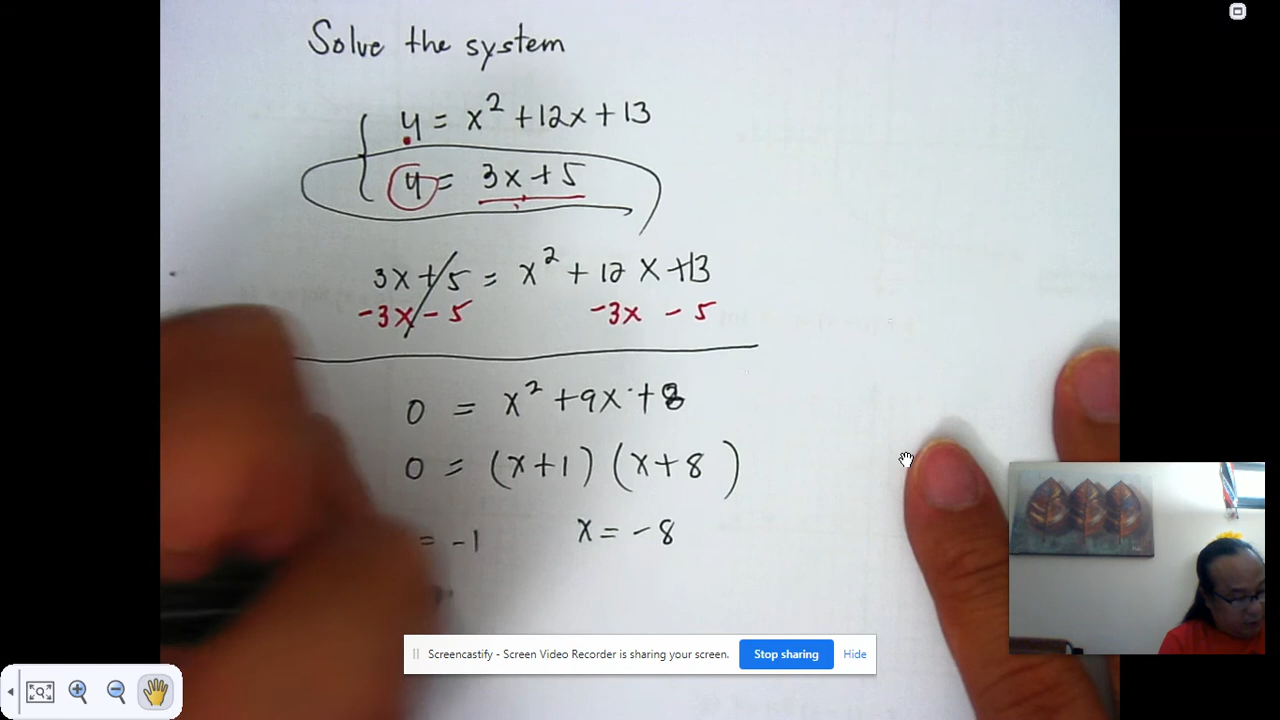 Solve the system
y = x² + 12x + 13
y = 3x + 5
3x + 5 = x² + 12x + 13
-3x - 5 -3x - 5
0 = x² + 9x + 8
0 = (x + 1) (x + 8)
= -1 x = -8
Screencastify - Screen Video Recorder is sharing your screen. Stop sharing Hide